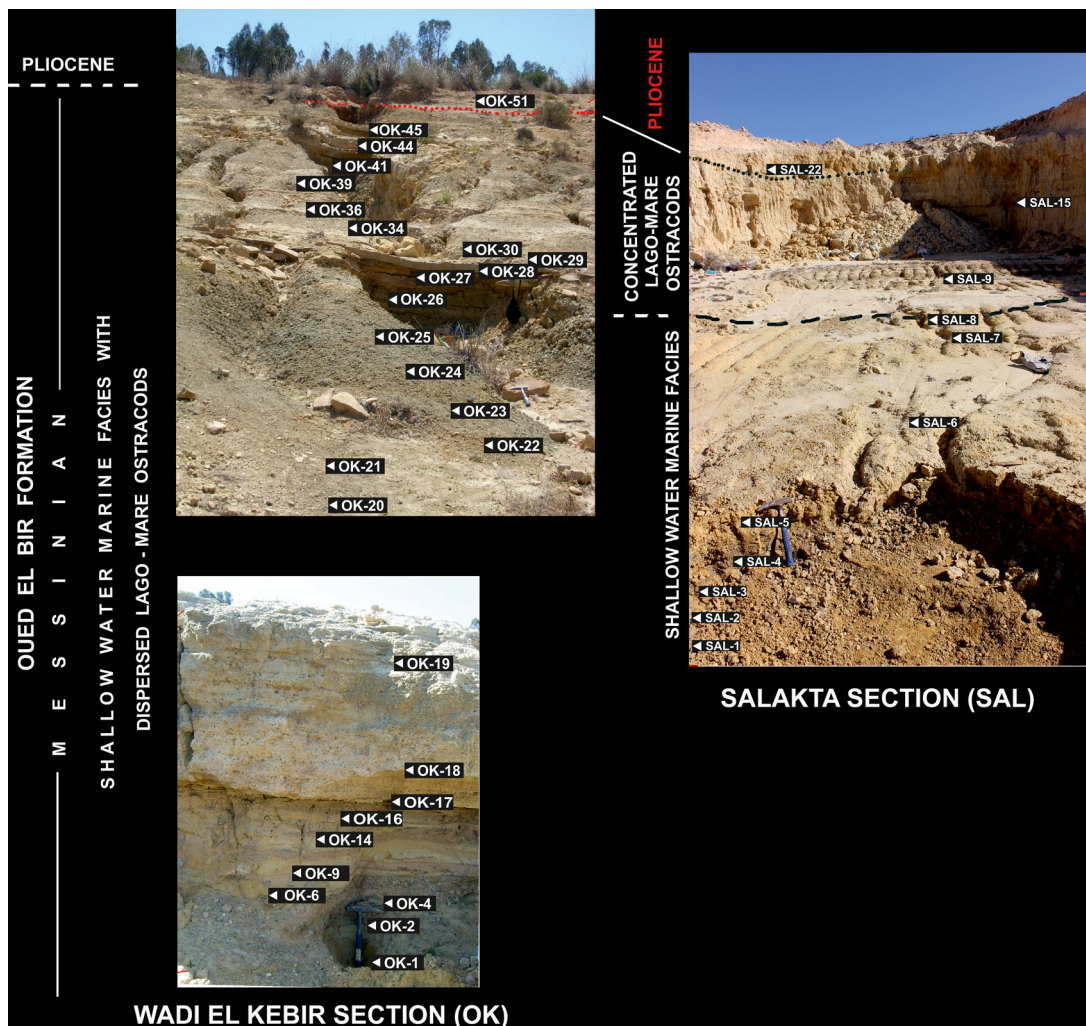 PLIOCENE
OUED EL BIR FORMATION
MESSINIAN
SHALLOW WATER MARINE FACIES WITH
DISPERSED LAGO - MARE OSTRACODS
OK-51
OK-45
OK-44
OK-41
OK-39
OK-36
OK-34
OK-30
OK-29
OK-28
OK-27
OK-26
OK-25
OK-24
OK-23
OK-22
OK-21
OK-20
OK-19
OK-18
OK-17
OK-16
OK-14
OK-9
OK-6
OK-4
OK-2
OK-1
WADI EL KEBIR SECTION (OK)
PLIOCENE
CONCENTRATED
LAGO-MARE
OSTRACODS
SHALLOW WATER MARINE FACIES
SAL-22
SAL-15
SAL-9
SAL-8
SAL-7
SAL-6
SAL-5
SAL-4
SAL-3
SAL-2
SAL-1
SALAKTA SECTION (SAL)